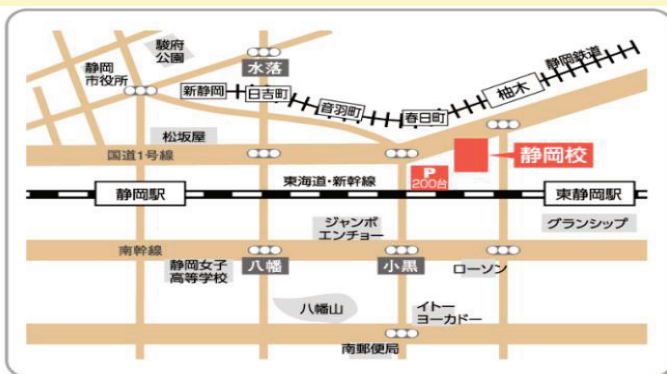 駿府
公園
水落
静岡
市役所
新静岡
日吉町
音羽町
春日町
柚木
静岡鉄道
松坂屋
国道1号線
静岡校
P
200台
東海道・新幹線
静岡駅
東静岡駅
ジャンボ
エンチョー
グランシップ
南幹線
静岡女子
高等学校
八幡
小黒
ローソン
八幡山
イトー
ヨーカドー
南郵便局